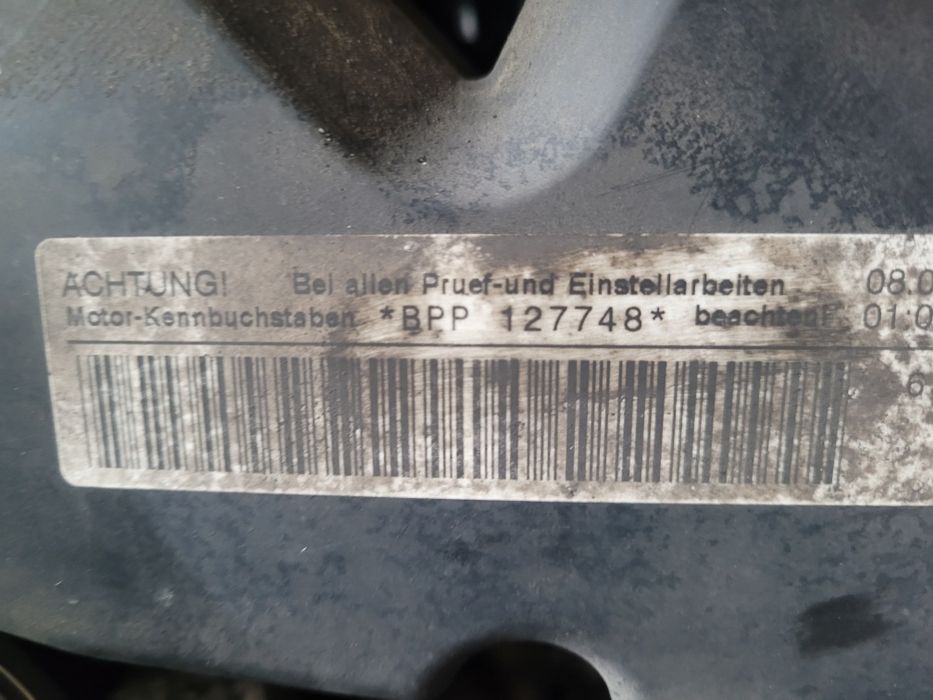 ACHTUNG! Bei allen Pruef-und Einstellarbeiten 08.0
Motor-Kennbuchstaben *BPP 127748* beachten! 01:0
6